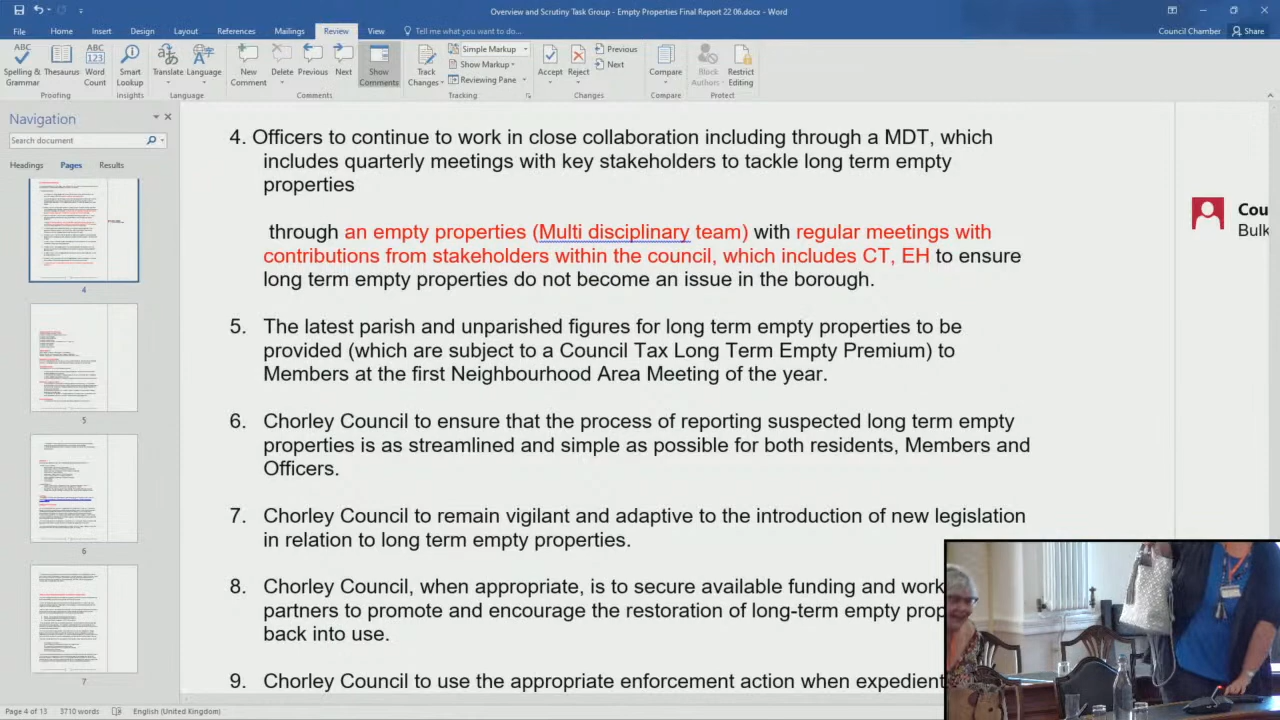 Overview and Scrutiny Task Group - Empty Properties Final Report 22 06.docx - Word
File Home Insert Design Layout References Mailings Review View Tell me what you want to do... Council Chamber Share
Spelling & Grammar Thesaurus Word Count Smart Lookup Translate Language New Comment Delete Previous Next Show Comments Track Changes Simple Markup Show Markup Reviewing Pane Accept Reject Previous Next Compare Block Authors Restrict Editing
Proofing Insights Language Comments Tracking Changes Compare Protect
Navigation
Search document
Headings Pages Results
4
5
6
7
4. Officers to continue to work in close collaboration including through a MDT, which
includes quarterly meetings with key stakeholders to tackle long term empty
properties
through an empty properties (Multi disciplinary team) with regular meetings with
contributions from stakeholders within the council, which includes CT, EH to ensure
long term empty properties do not become an issue in the borough.
5. The latest parish and unparished figures for long term empty properties to be
provided (which are subject to a Council Tax Long Term Empty Premium) to
Members at the first Neighbourhood Area Meeting of the year.
6. Chorley Council to ensure that the process of reporting suspected long term empty
properties is as streamlined and simple as possible for both residents, Members and
Officers.
7. Chorley Council to remain vigilant and adaptive to the introduction of new legislation
in relation to long term empty properties.
8. Chorley Council, when appropriate, is to secure available funding and work
partners to promote and encourage the restoration of long-term empty prop
back into use.
9. Chorley Council to use the appropriate enforcement action when expedient
Cou
Bulk
Page 4 of 13 3710 words English (United Kingdom)